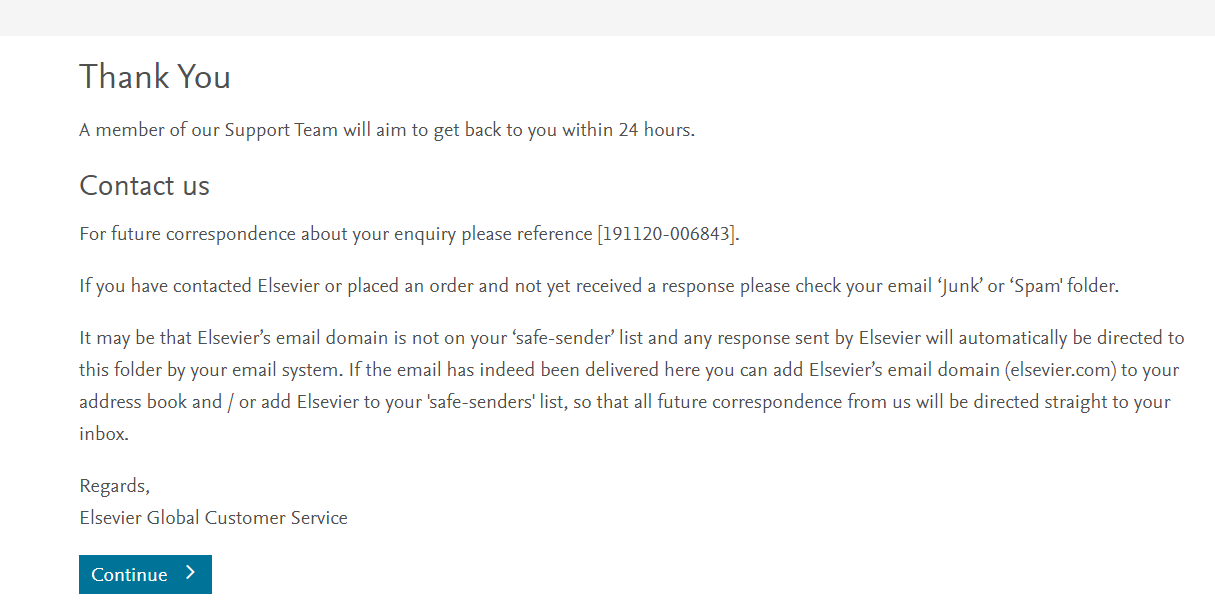 Thank You
A member of our Support Team will aim to get back to you within 24 hours.
Contact us
For future correspondence about your enquiry please reference [191120-006843].
If you have contacted Elsevier or placed an order and not yet received a response please check your email ‘Junk’ or ‘Spam' folder.
It may be that Elsevier’s email domain is not on your ‘safe-sender’ list and any response sent by Elsevier will automatically be directed to
this folder by your email system. If the email has indeed been delivered here you can add Elsevier’s email domain (elsevier.com) to your
address book and / or add Elsevier to your 'safe-senders' list, so that all future correspondence from us will be directed straight to your
inbox.
Regards,
Elsevier Global Customer Service
Continue